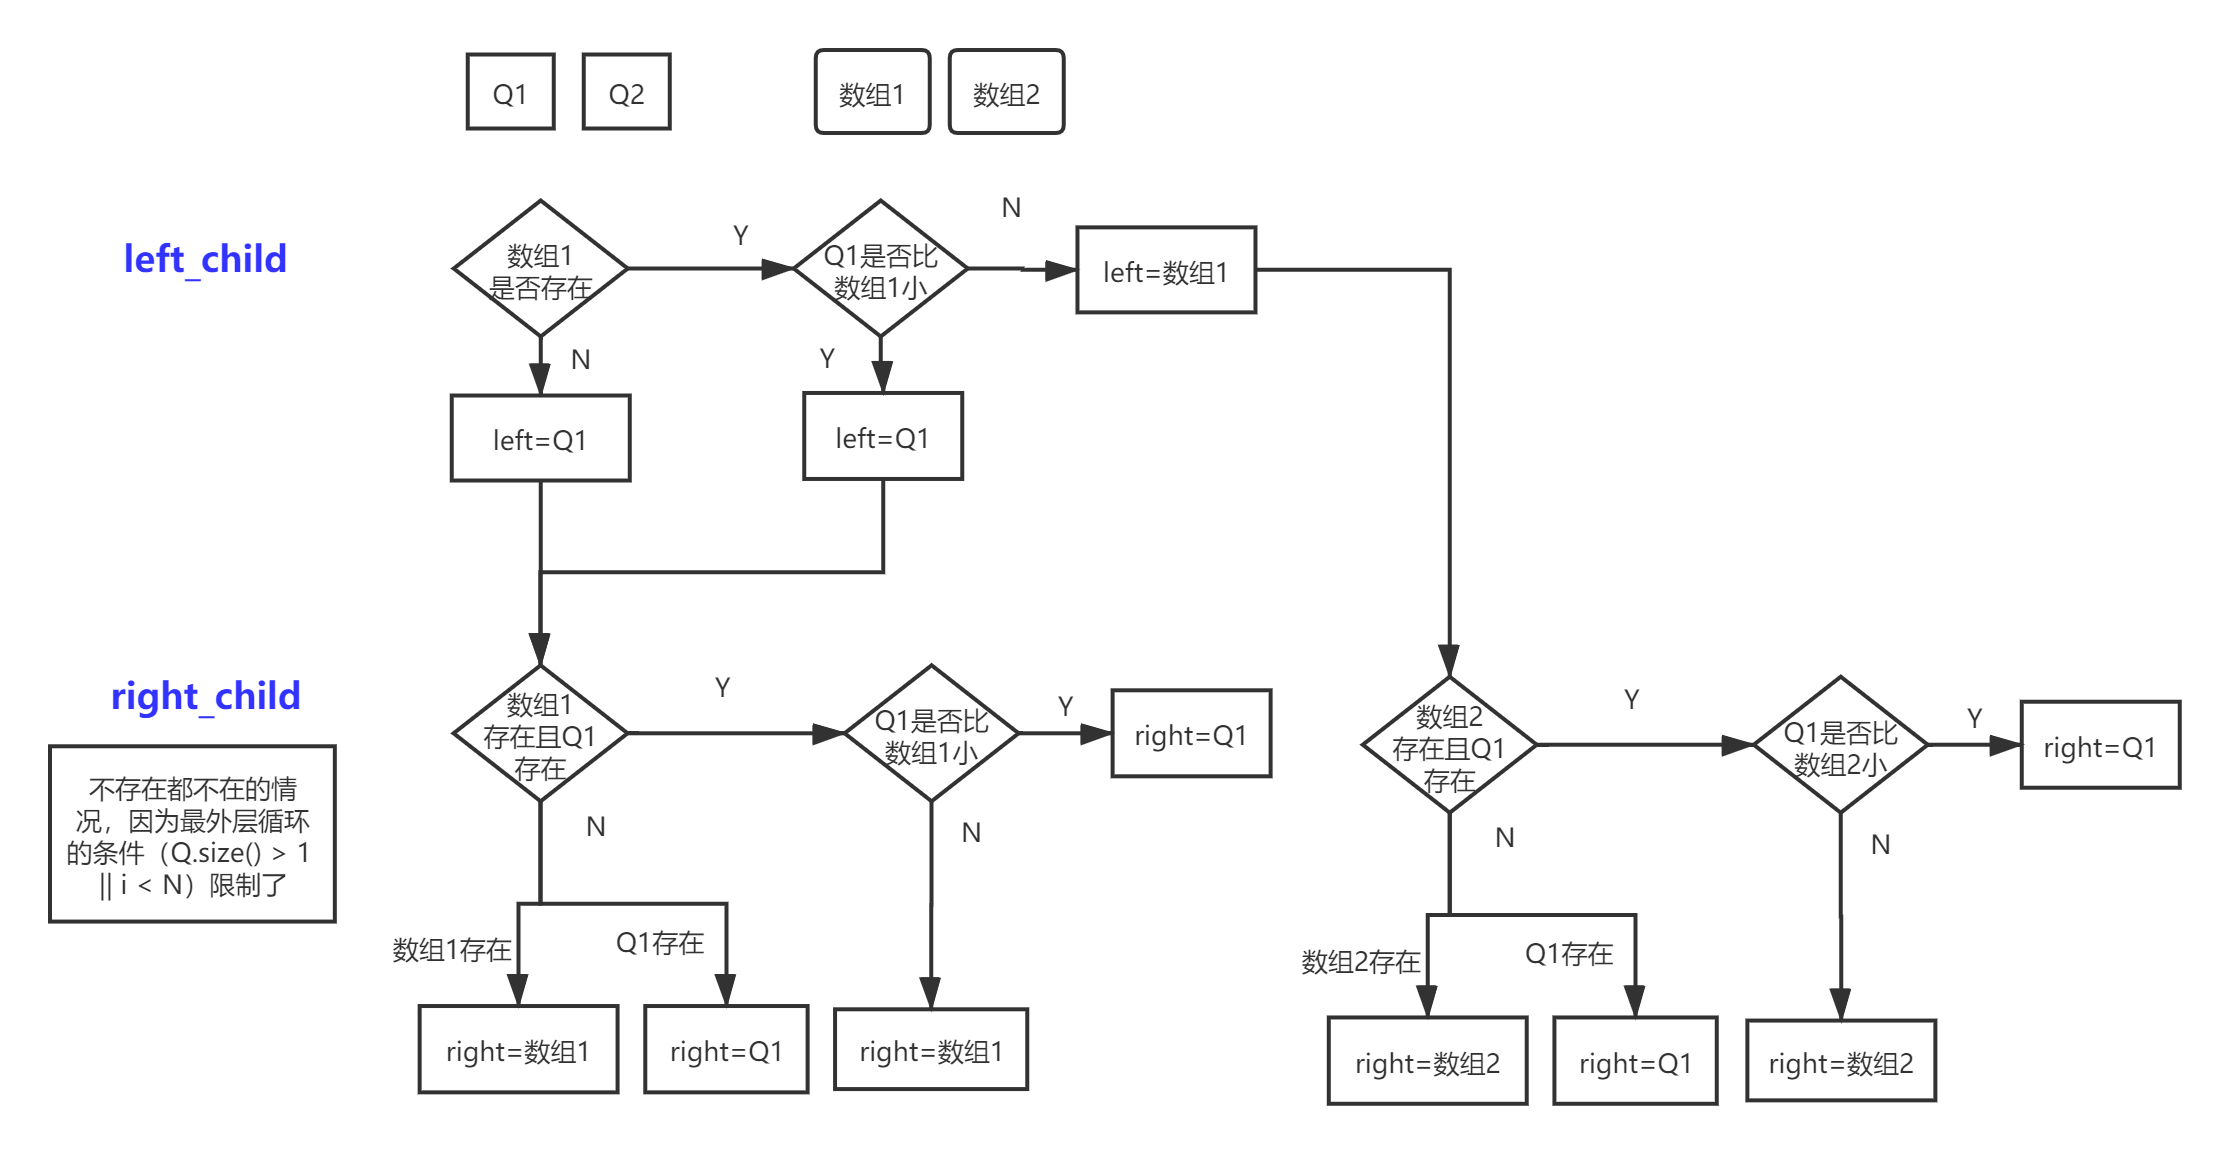 Q1
Q2
数组1
数组2
left_child
数组1
是否存在
Y
Q1是否比
数组1小
N
left=数组1
N
Y
left=Q1
left=Q1
right_child
不存在都不在的情
况，因为最外层循环
的条件（Q.size() > 1
|| i < N）限制了
数组1
存在且Q1
存在
Y
Q1是否比
数组1小
Y
right=Q1
N
N
数组1存在
Q1存在
right=数组1
right=Q1
right=数组1
数组2
存在且Q1
存在
Y
Q1是否比
数组2小
Y
right=Q1
N
N
数组2存在
Q1存在
right=数组2
right=Q1
right=数组2